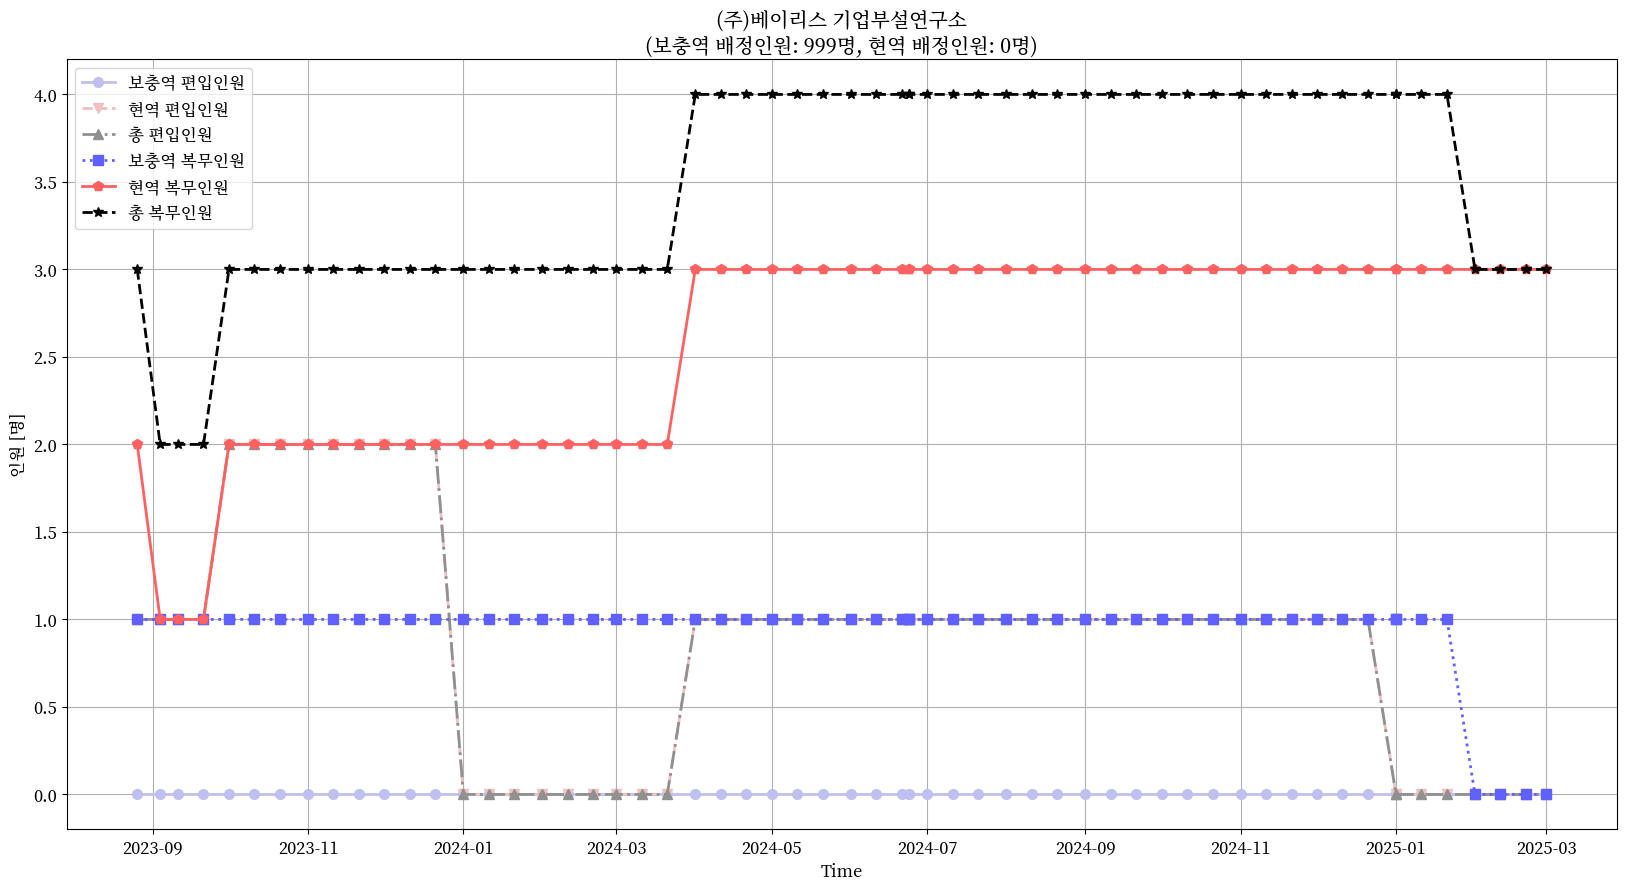 (주)베이리스 기업부설연구소
(보충역 배정인원: 999명, 현역 배정인원: 0명)
보충역 편입인원
현역 편입인원
총 편입인원
보충역 복무인원
현역 복무인원
총 복무인원
4.0
3.5
3.0
2.5
2.0
1.5
1.0
0.5
0.0
인원 [명]
2023-09
2023-11
2024-01
2024-03
2024-05
2024-07
2024-09
2024-11
2025-01
2025-03
Time